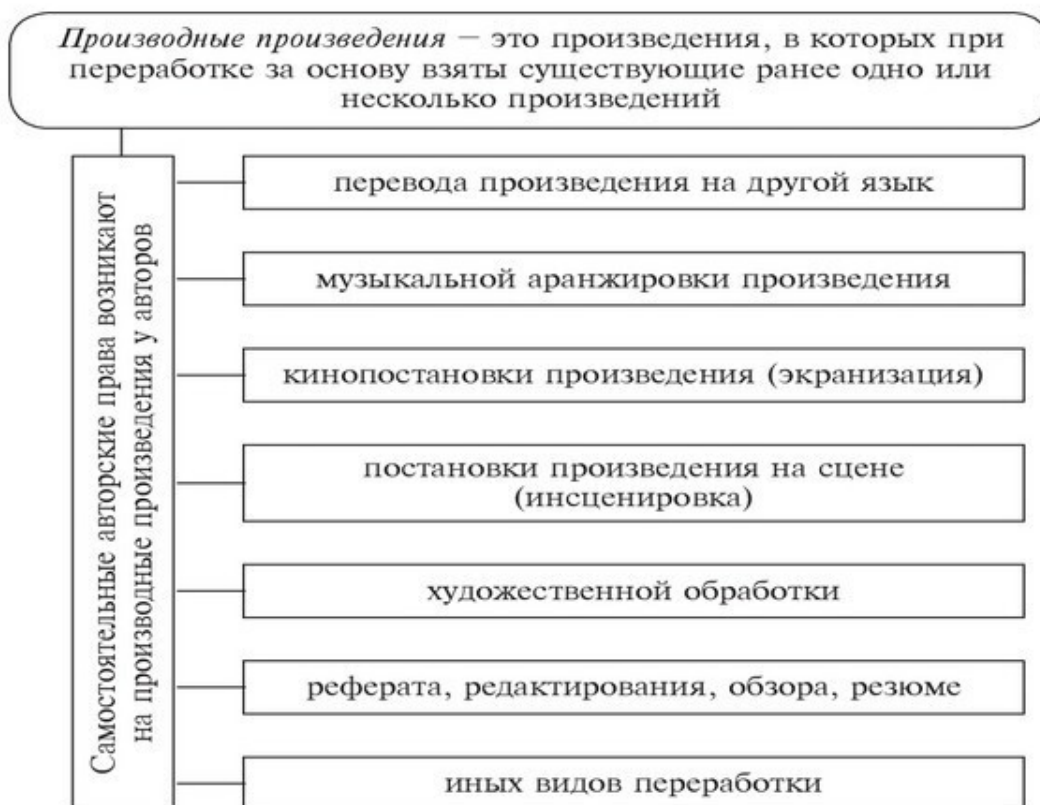 Производные произведения – это произведения, в которых при
переработке за основу взяты существующие ранее одно или
несколько произведений
Самостоятельные авторские права возникают
на производные произведения у авторов
перевода произведения на другой язык
музыкальной аранжировки произведения
кинопостановки произведения (экранизация)
постановки произведения на сцене
(инсценировка)
художественной обработки
реферата, редактирования, обзора, резюме
иных видов переработки